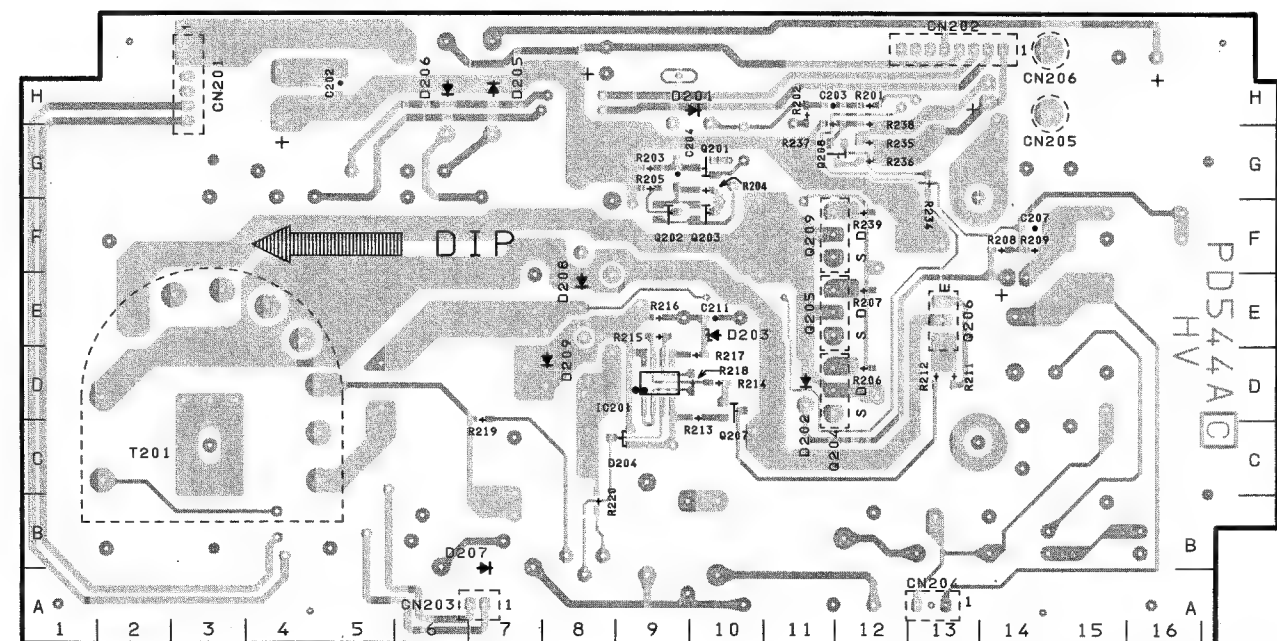 CN202
1
1
CN201
C202
D206
D205
+
D201
R202
C203
R201
CN206
+
H
H
+
+
CN205
R238
R237
Q208
R235
R236
C204
Q201
R203
R205
R204
G
G
R234
Q202
Q203
Q209
R239
D
S
C207
R208
R209
F
F
DIP
PD544A C
HV
D208
R216
C211
D203
Q205
R207
D
S
+
E
Q206
E
E
R215
R217
R218
R214
D209
IC201
R206
D
S
R212
R211
D
D
R219
R213
Q207
D202
Q204
T201
D204
C
C
R220
B
B
D207
CN203
1
CN204
1
A
A
1 2 3 4 5 6 7 8 9 10 11 12 13 14 15 16